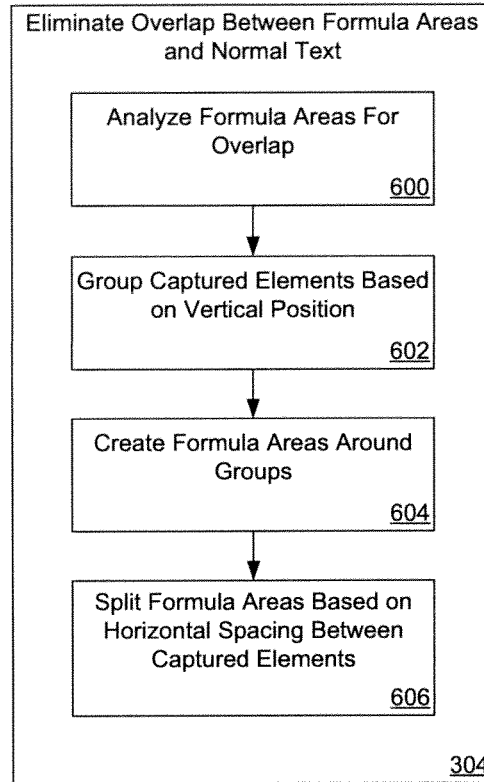 Eliminate Overlap Between Formula Areas
and Normal Text
Analyze Formula Areas For
Overlap
600
Group Captured Elements Based
on Vertical Position
602
Create Formula Areas Around
Groups
604
Split Formula Areas Based on
Horizontal Spacing Between
Captured Elements
606
304